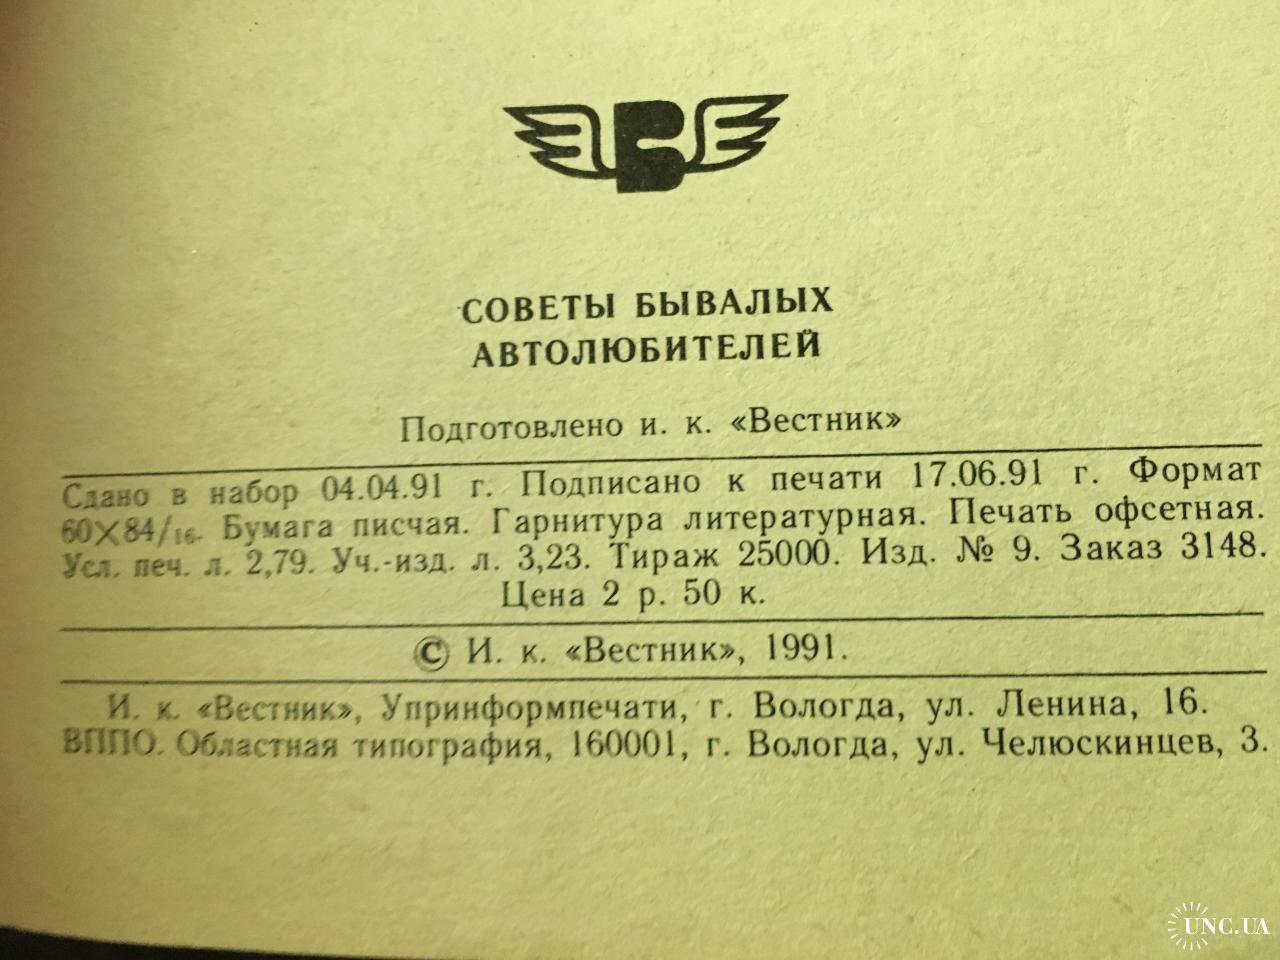 В
СОВЕТЫ БЫВАЛЫХ
АВТОЛЮБИТЕЛЕЙ
Подготовлено и. к. «Вестник»
Сдано в набор 04.04.91 г. Подписано к печати 17.06.91 г. Формат
60×84/16. Бумага писчая. Гарнитура литературная. Печать офсетная.
Усл. печ. л. 2,79. Уч.-изд. л. 3,23. Тираж 25000. Изд. № 9. Заказ 3148.
Цена 2 р. 50 к.
© И. к. «Вестник», 1991.
И. к. «Вестник», Упринформпечати, г. Вологда, ул. Ленина, 16.
ВППО. Областная типография, 160001, г. Вологда, ул. Челюскинцев, 3.
UNC.UA